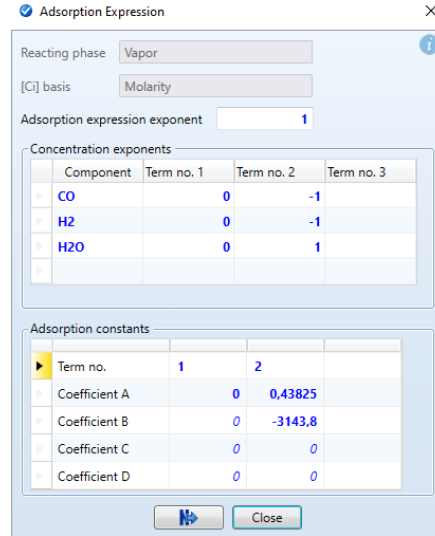 Adsorption Expression
Reacting phase Vapor
[Ci] basis Molarity
Adsorption expression exponent 1
Concentration exponents
Component Term no. 1 Term no. 2 Term no. 3
CO 0 -1
H2 0 -1
H2O 0 1
Adsorption constants
Term no. 1 2
Coefficient A 0 0,43825
Coefficient B 0 -3143,8
Coefficient C 0 0
Coefficient D 0 0
N Close